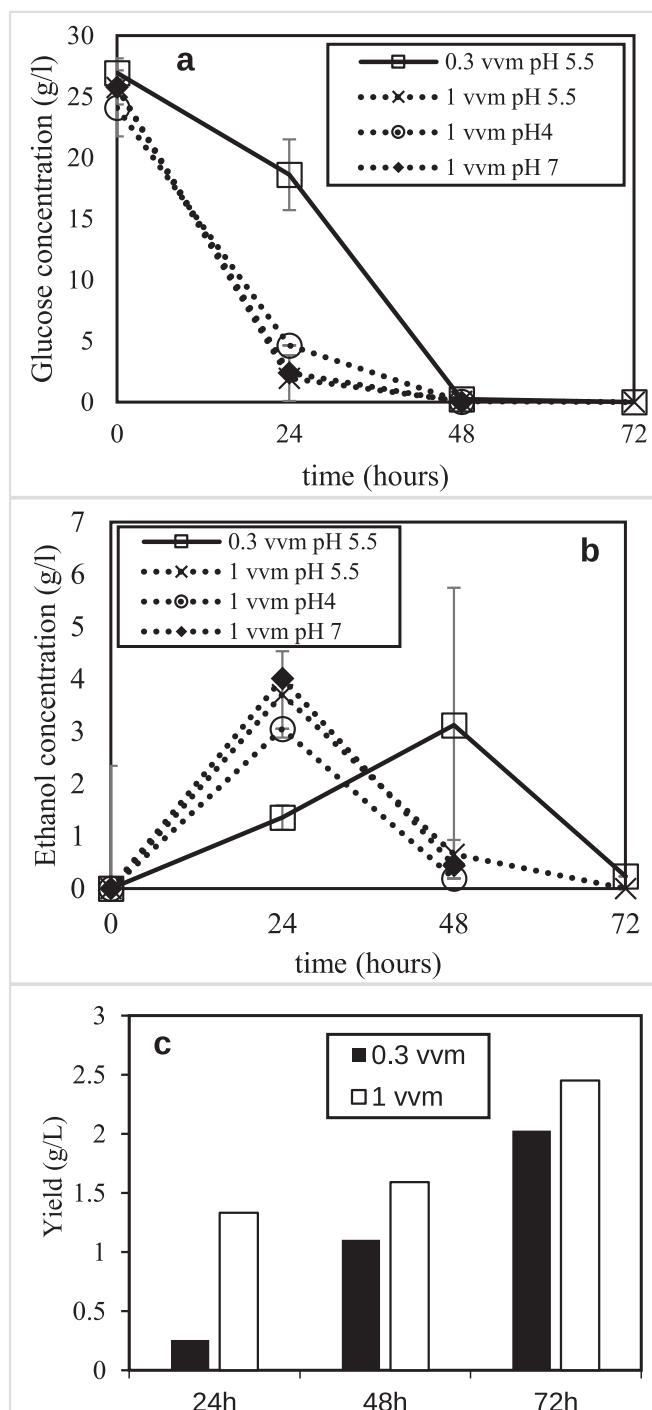 a
30
25
20
15
10
5
0
Glucose concentration (g/l)
0.3 vvm pH 5.5
1 vvm pH 5.5
1 vvm pH4
1 vvm pH 7
0 24 48 72
time (hours)
b
7
6
5
4
3
2
1
0
Ethanol concentration (g/l)
0.3 vvm pH 5.5
1 vvm pH 5.5
1 vvm pH4
1 vvm pH 7
0 24 48 72
time (hours)
c
3
2.5
2
1.5
1
0.5
0
Yield (g/L)
0.3 vvm
1 vvm
24h 48h 72h